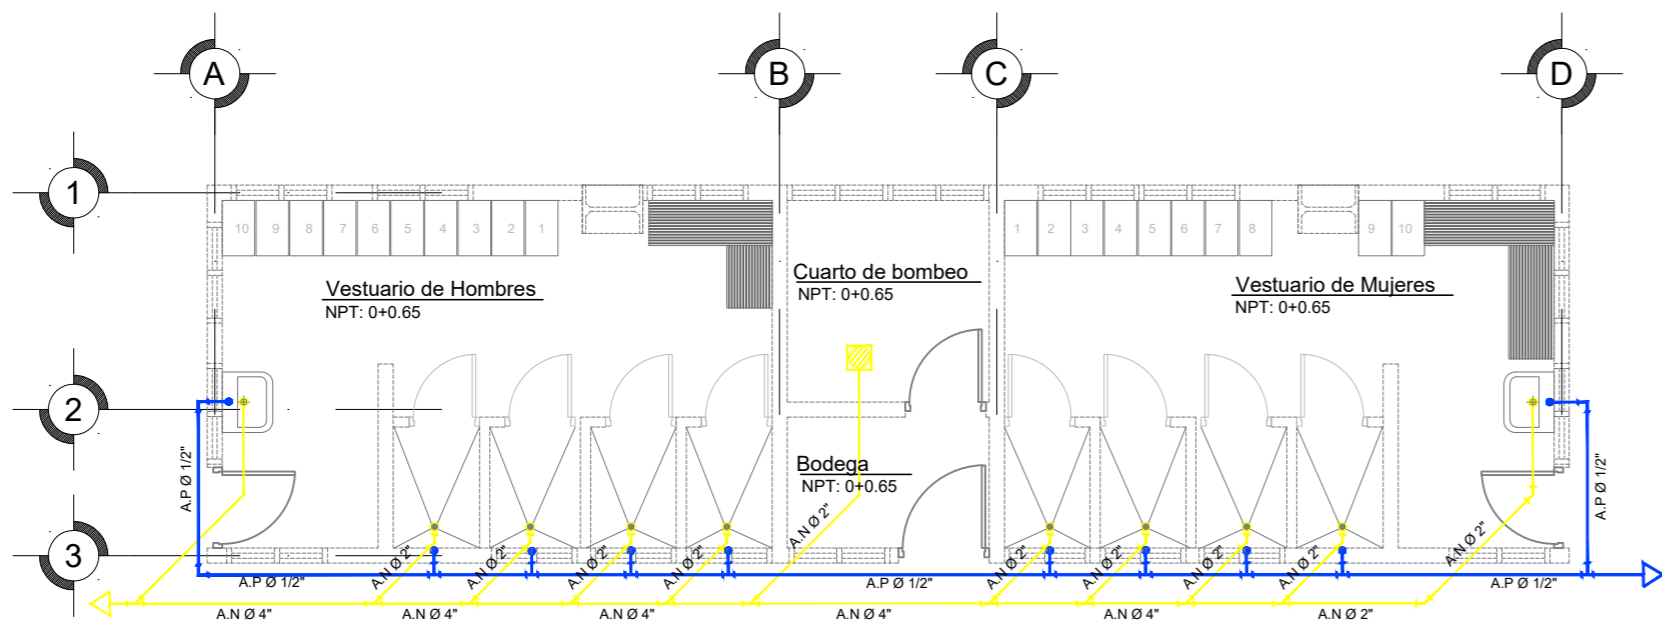 A
B
C
D
1
10 9 8 7 6 5 4 3 2 1
1 2 3 4 5 6 7 8
9 10
Vestuario de Hombres
NPT: 0+0.65
Cuarto de bombeo
NPT: 0+0.65
Vestuario de Mujeres
NPT: 0+0.65
2
A.P Ø 1/2"
Bodega
NPT: 0+0.65
A.P Ø 1/2"
3
A.N Ø 2"
A.N Ø 2"
A.N Ø 2"
A.N Ø 2"
A.N Ø 2"
A.N Ø 2"
A.N Ø 2"
A.N Ø 2"
A.N Ø 2"
A.N Ø 2"
A.P Ø 1/2"
A.P Ø 1/2"
A.P Ø 1/2"
A.N Ø 4"
A.N Ø 4"
A.N Ø 4"
A.N Ø 4"
A.N Ø 4"
A.N Ø 2"